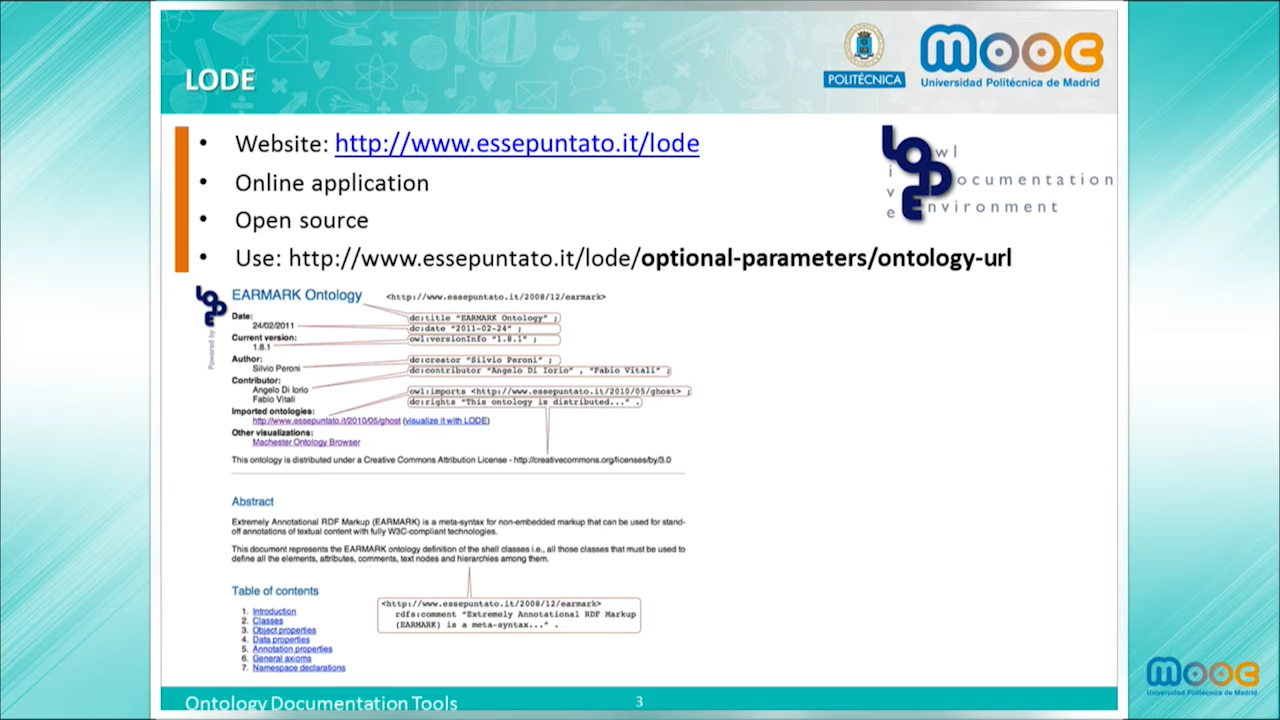 LODE
POLITÉCNICA
MOOC
Universidad Politécnica de Madrid
• Website: http://www.essepuntato.it/lode
• Online application
• Open source
• Use: http://www.essepuntato.it/lode/optional-parameters/ontology-url
LODE
Live
owl
Documentation
Environment
LODE
Powered by
EARMARK Ontology
<http://www.essepuntato.it/2008/12/earmark>
Date:
24/02/2011
Current version:
1.8.1
Author:
Silvio Peroni
Contributor:
Angelo Di Iorio
Fabio Vitali
Imported ontologies:
http://www.essepuntato.it/2010/05/ghost (visualize it with LODE)
Other visualizations:
Machester Ontology Browser
dc:title "EARMARK Ontology" ;
dc:date "2011-02-24" ;
owl:versionInfo "1.8.1" ;
dc:creator "Silvio Peroni" ;
dc:contributor "Angelo Di Iorio" , "Fabio Vitali" ;
owl:imports <http://www.essepuntato.it/2010/05/ghost> ;
dc:rights "This ontology is distributed..." .
This ontology is distributed under a Creative Commons Attribution License - http://creativecommons.org/licenses/by/3.0
Abstract
Extremely Annotational RDF Markup (EARMARK) is a meta-syntax for non-embedded markup that can be used for stand-
off annotations of textual content with fully W3C-compliant technologies.
This document represents the EARMARK ontology definition of the shell classes i.e., all those classes that must be used to
define all the elements, attributes, comments, text nodes and hierarchies among them.
Table of contents
1. Introduction
2. Classes
3. Object properties
4. Data properties
5. Annotation properties
6. General axioms
7. Namespace declarations
<http://www.essepuntato.it/2008/12/earmark>
rdfs:comment "Extremely Annotational RDF Markup
(EARMARK) is a meta-syntax..." .
Ontology Documentation Tools
3
MOOC
Universidad Politécnica de Madrid